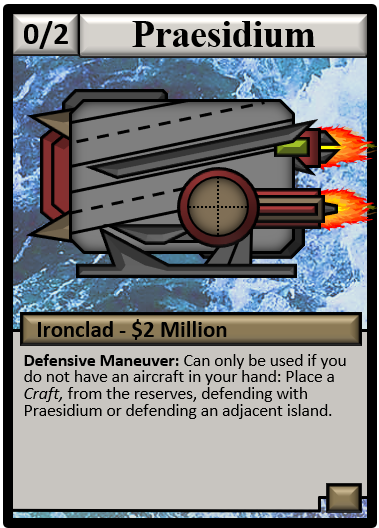 0/2 Praesidium
Ironclad - $2 Million
Defensive Maneuver: Can only be used if you
do not have an aircraft in your hand: Place a
Craft, from the reserves, defending with
Praesidium or defending an adjacent island.